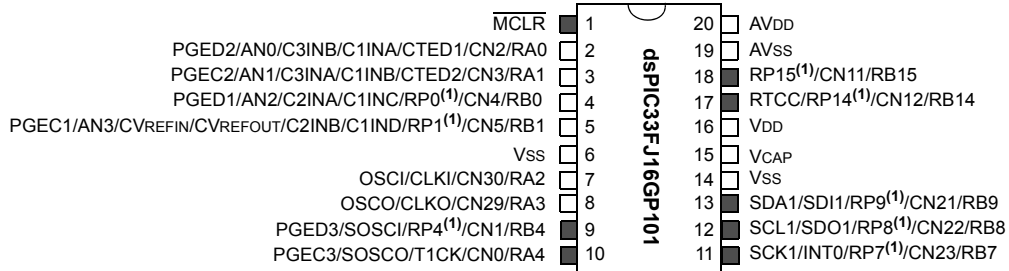 MCLR 1 20 AVDD
PGED2/AN0/C3INB/C1INA/CTED1/CN2/RA0 2 19 AVSS
PGEC2/AN1/C3INA/C1INB/CTED2/CN3/RA1 3 18 RP15(1)/CN11/RB15
PGED1/AN2/C2INA/C1INC/RP0(1)/CN4/RB0 4 17 RTCC/RP14(1)/CN12/RB14
PGEC1/AN3/CVREFIN/CVREFOUT/C2INB/C1IND/RP1(1)/CN5/RB1 5 16 VDD
VSS 6 15 VCAP
OSCI/CLKI/CN30/RA2 7 14 VSS
OSCO/CLKO/CN29/RA3 8 13 SDA1/SDI1/RP9(1)/CN21/RB9
PGED3/SOSCI/RP4(1)/CN1/RB4 9 12 SCL1/SDO1/RP8(1)/CN22/RB8
PGEC3/SOSCO/T1CK/CN0/RA4 10 11 SCK1/INT0/RP7(1)/CN23/RB7
dsPIC33FJ16GP101